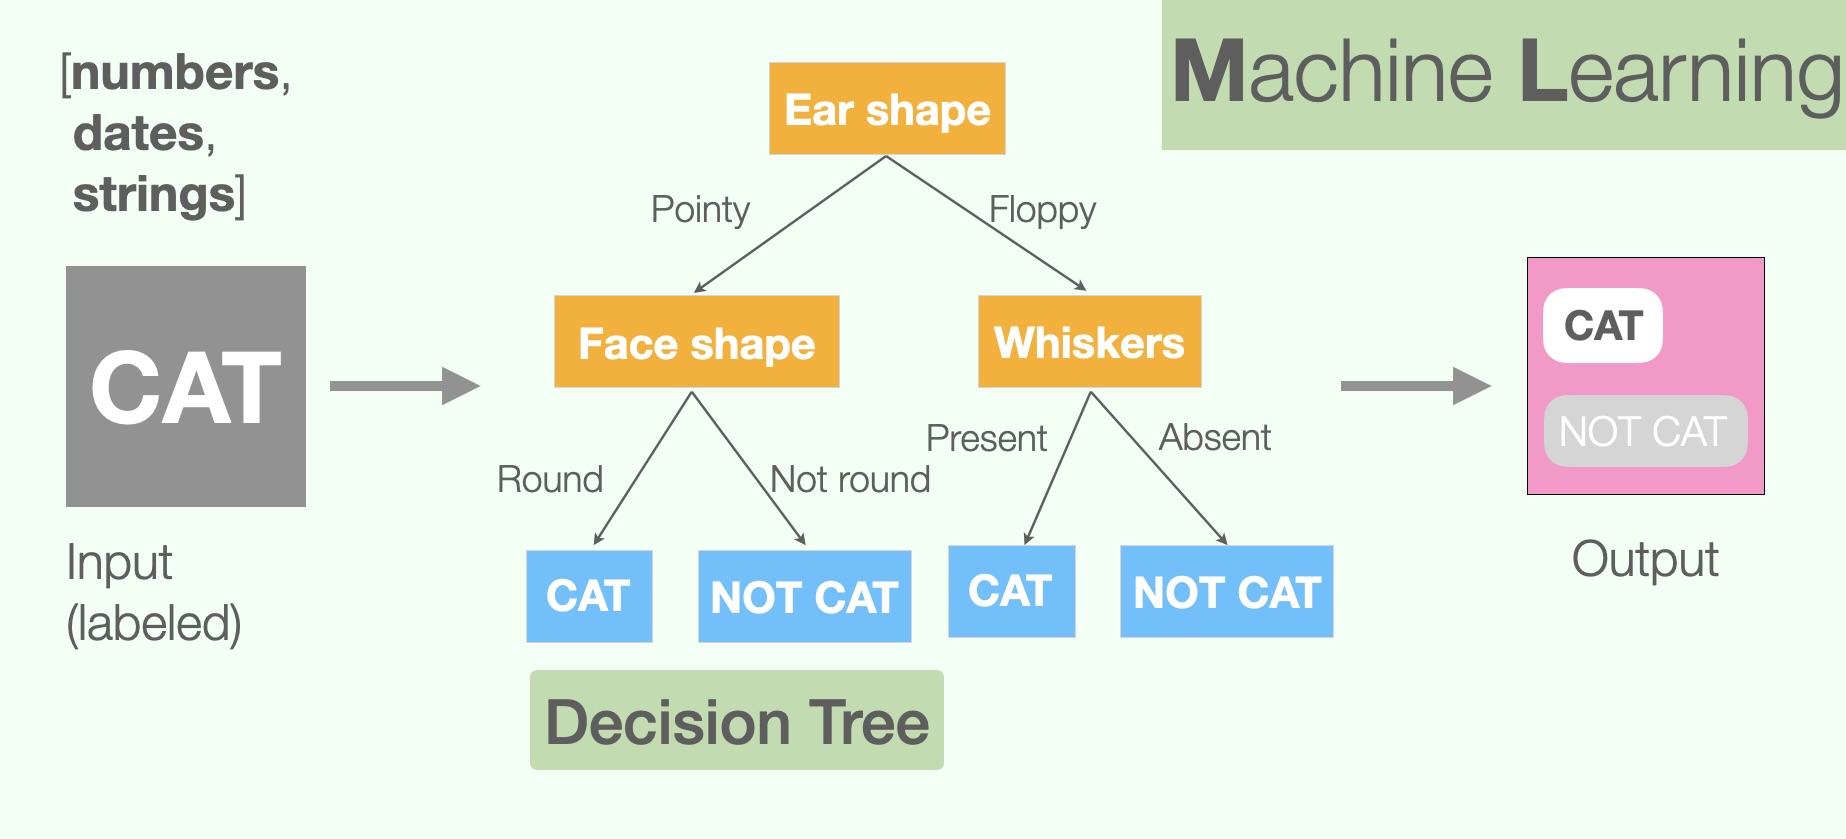 Machine Learning
[numbers,
dates,
strings]
CAT
Input
(labeled)
Ear shape
Pointy
Floppy
Face shape
Whiskers
Round
Not round
Present
Absent
CAT
NOT CAT
CAT
NOT CAT
Decision Tree
CAT
NOT CAT
Output